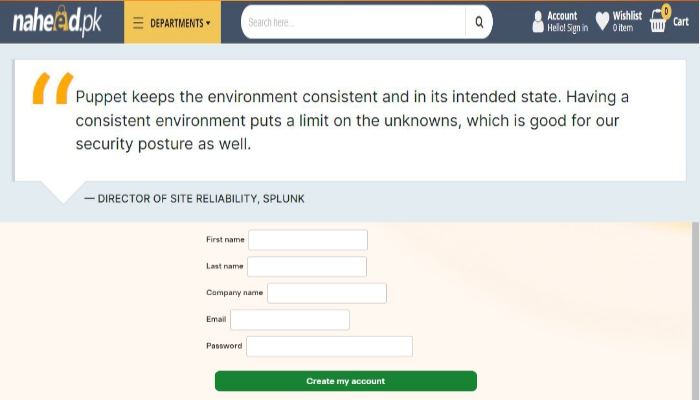 naheed.pk
DEPARTMENTS
Search here...
Account
Hello! Sign in
Wishlist
0 item
0
Cart
“
Puppet keeps the environment consistent and in its intended state. Having a
consistent environment puts a limit on the unknowns, which is good for our
security posture as well.
— DIRECTOR OF SITE RELIABILITY, SPLUNK
First name
Last name
Company name
Email
Password
Create my account